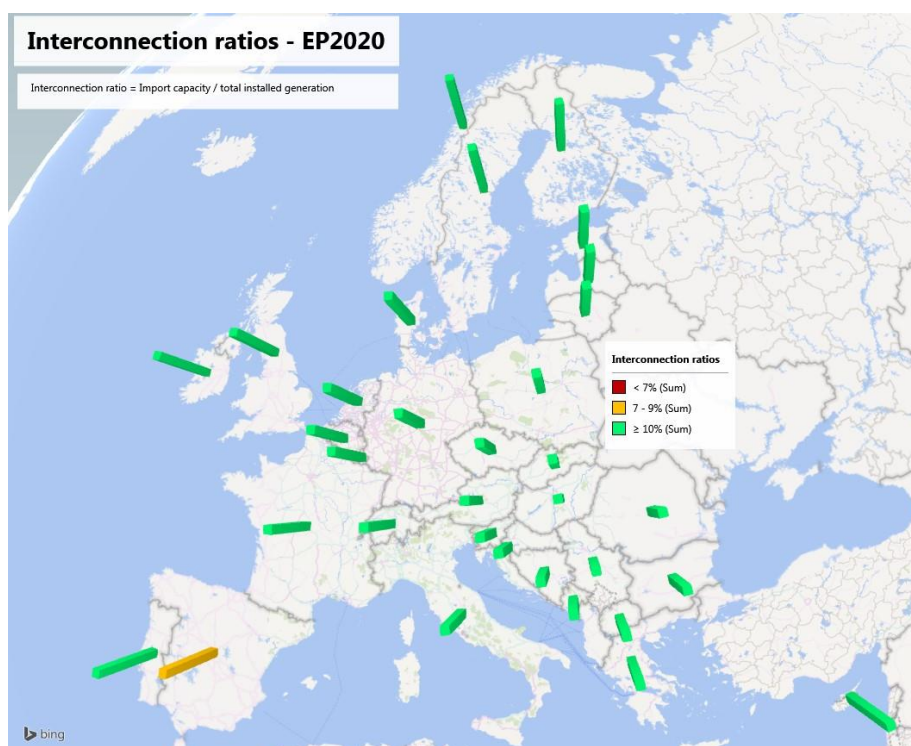 Interconnection ratios - EP2020
Interconnection ratio = Import capacity / total installed generation
Interconnection ratios
< 7% (Sum)
7 - 9% (Sum)
≥ 10% (Sum)
bing